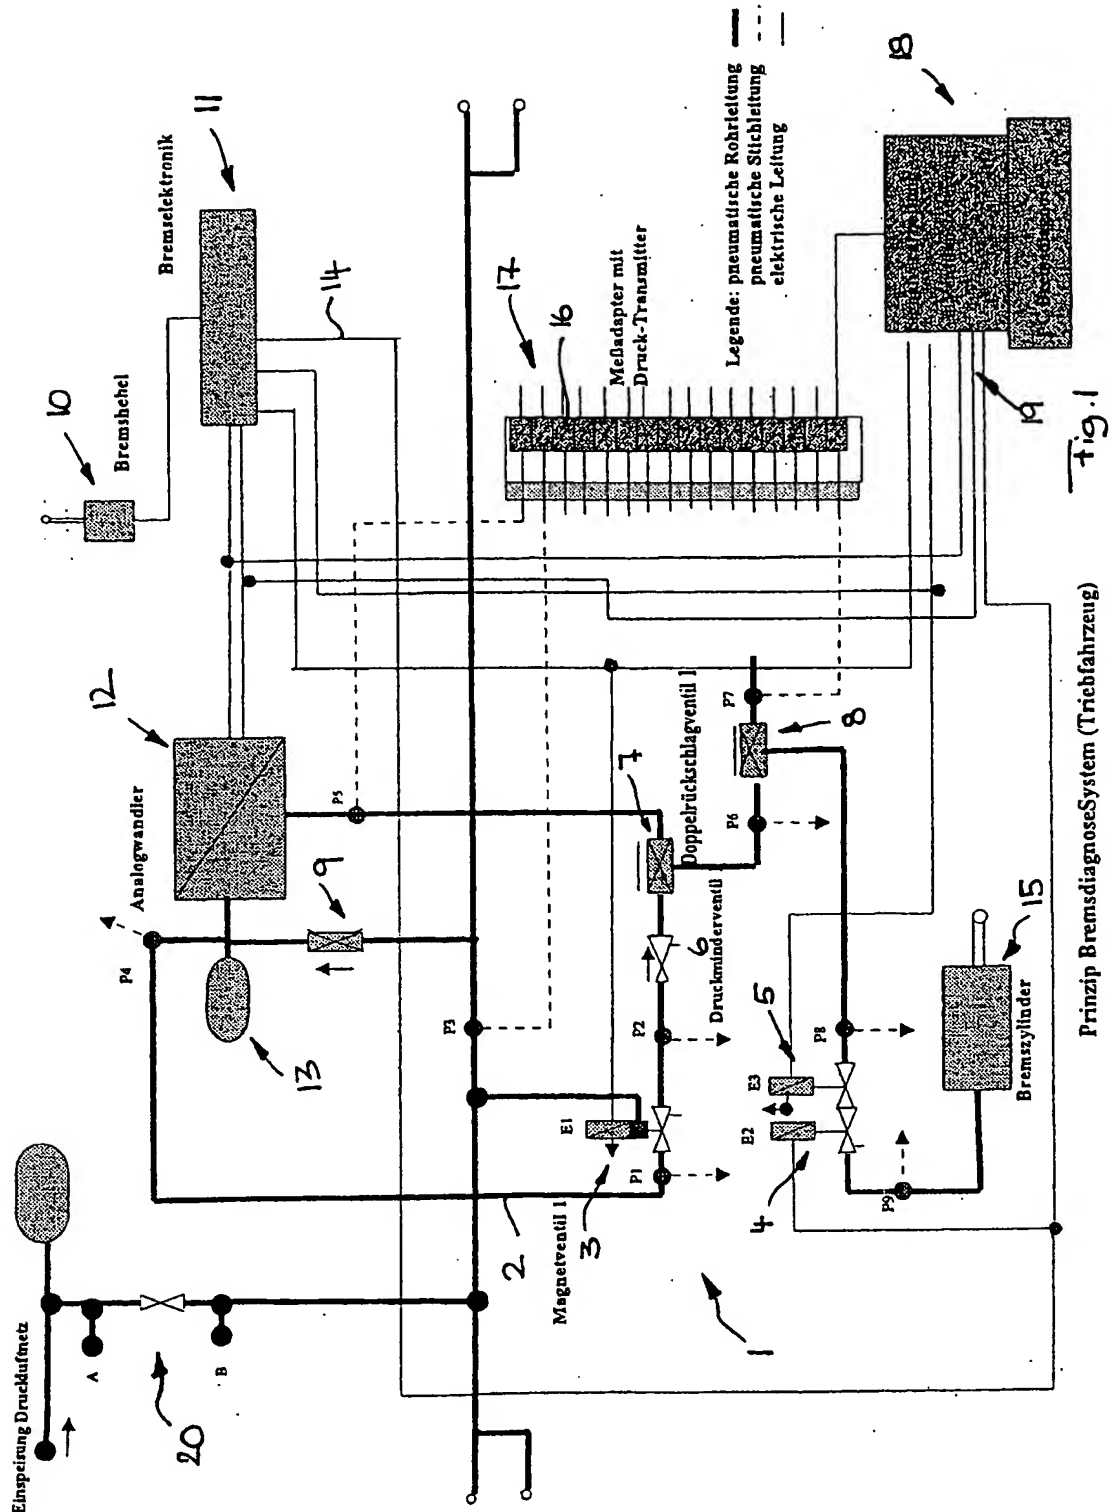 Einspeisung Druckluftnetz
A
B
20
13
P4
Analogwandler
12
9
P5
10
Bremshebel
11
Bremselektronik
14
P3
2
Magnetventil 1
3
E1
P1
P2
6
Druckminderventil
7
Doppelrückschlagventil 1
P6
P7
8
17
16
Meßadapter mit
Druck-Transmitter
Legende: pneumatische Rohrleitung
pneumatische Stichleitung
elektrische Leitung
1
4
E2
5
E3
P8
P9
15
Bremszylinder
18
19
Fig.1
Prinzip BremsdiagnoseSystem (Triebfahrzeug)